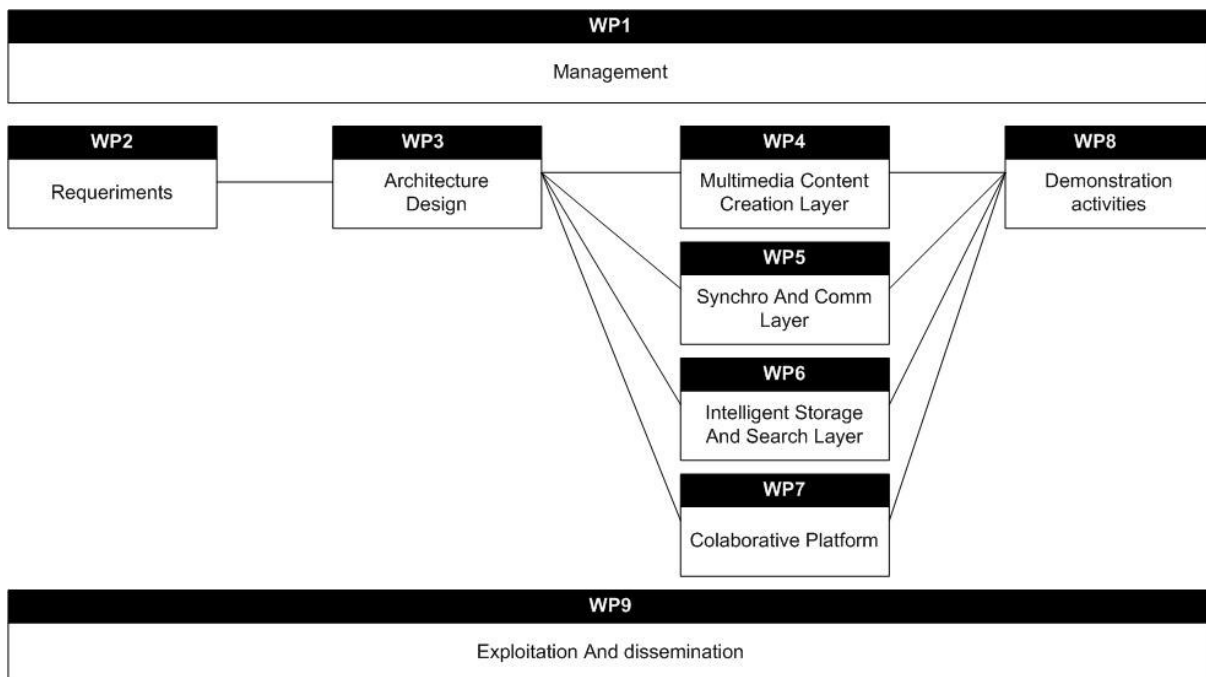 WP1
Management
WP2
Requeriments
WP3
Architecture
Design
WP4
Multimedia Content
Creation Layer
WP8
Demonstration
activities
WP5
Synchro And Comm
Layer
WP6
Intelligent Storage
And Search Layer
WP7
Colaborative Platform
WP9
Exploitation And dissemination